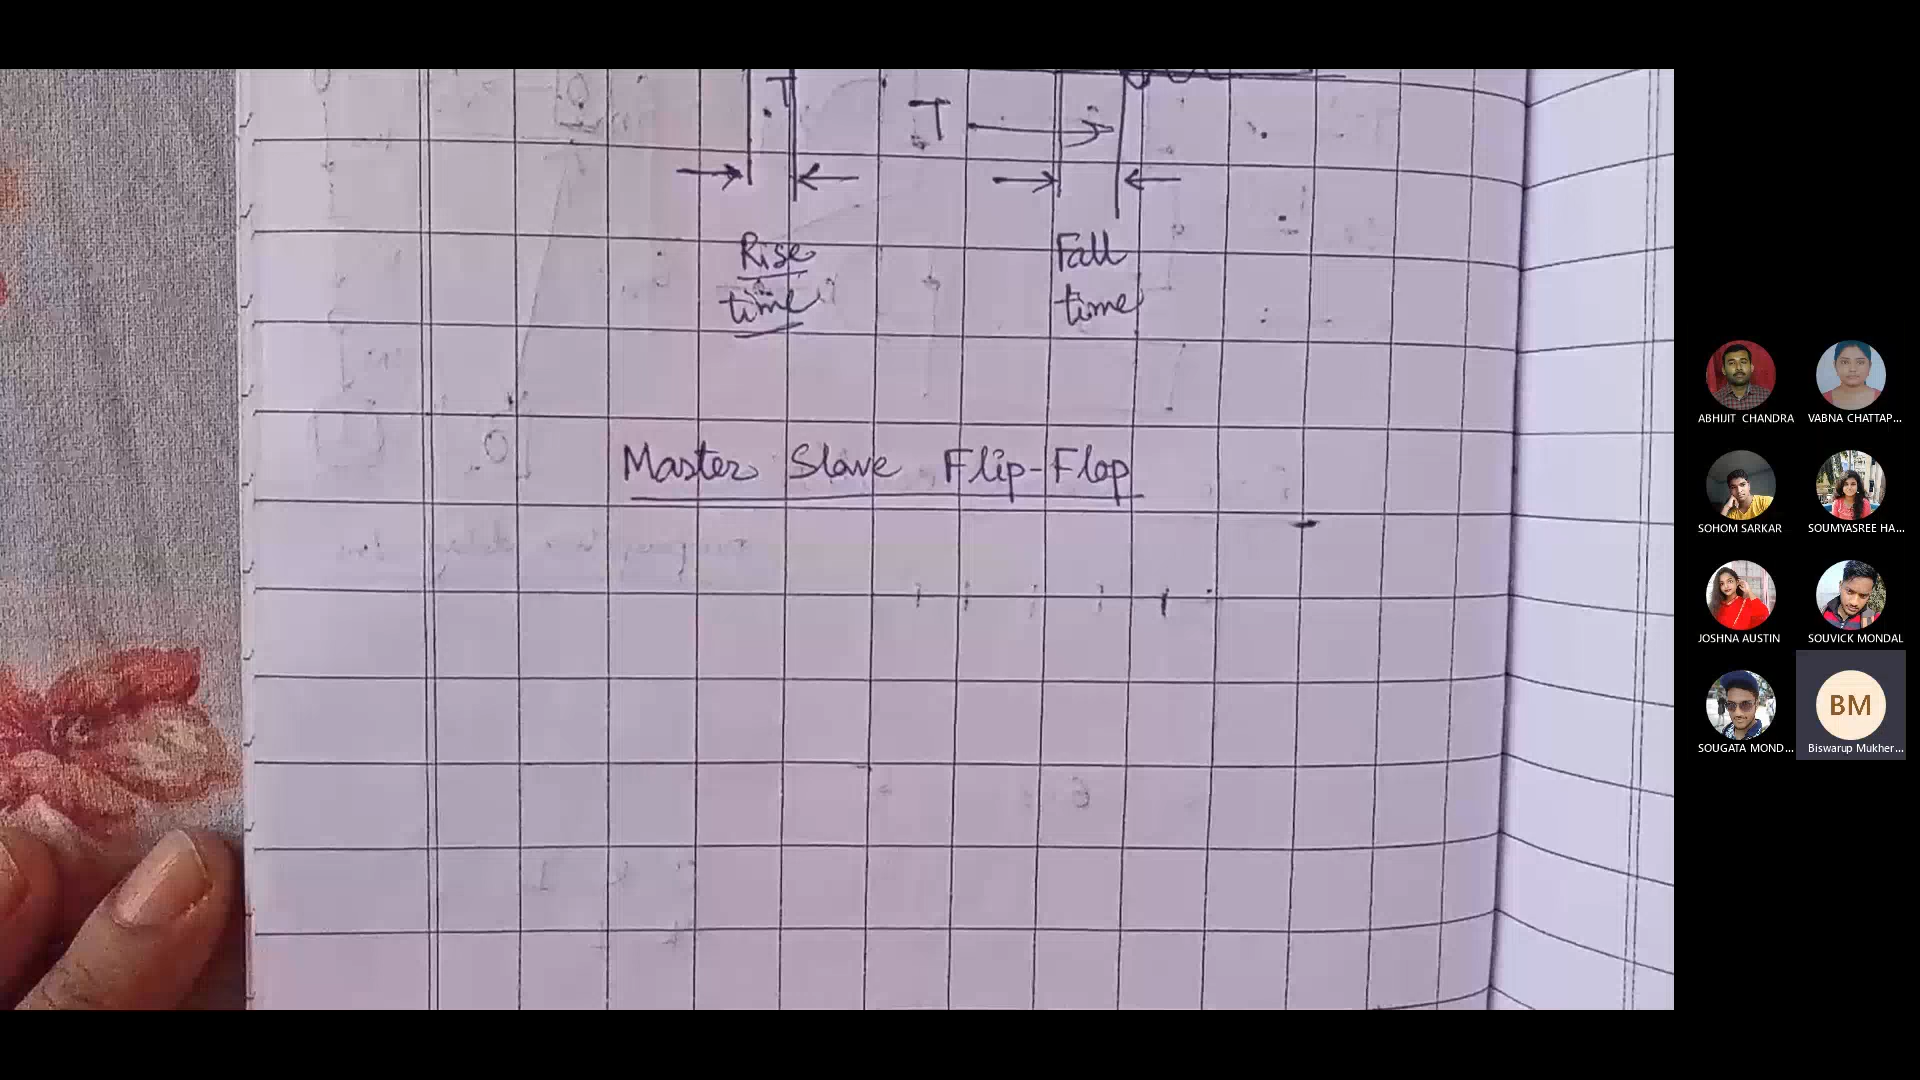 T
T
Rise
time
Fall
time
Master Slave Flip-Flop
ABHIJIT CHANDRA
VABNA CHATTAP...
SOHOM SARKAR
SOUMYASREE HA...
JOSHNA AUSTIN
SOUVICK MONDAL
SOUGATA MOND...
BM
Biswarup Mukher...